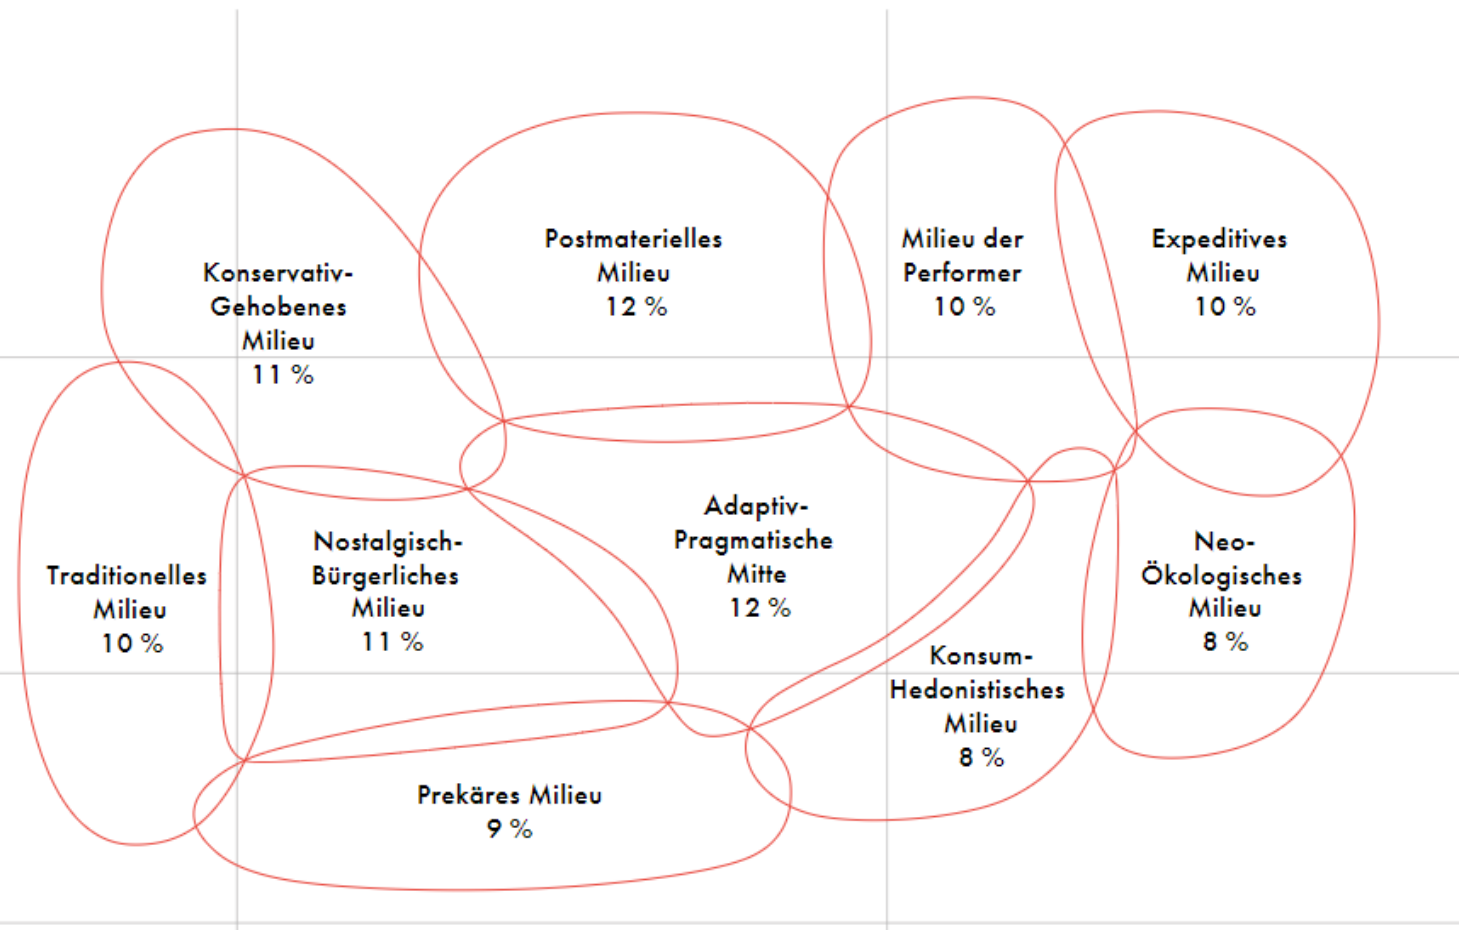 Konservativ-
Gehobenes
Milieu
11 %
Postmaterielles
Milieu
12 %
Milieu der
Performer
10 %
Expeditives
Milieu
10 %
Traditionelles
Milieu
10 %
Nostalgisch-
Bürgerliches
Milieu
11 %
Adaptiv-
Pragmatische
Mitte
12 %
Konsum-
Hedonistisches
Milieu
8 %
Neo-
Ökologisches
Milieu
8 %
Prekäres Milieu
9 %